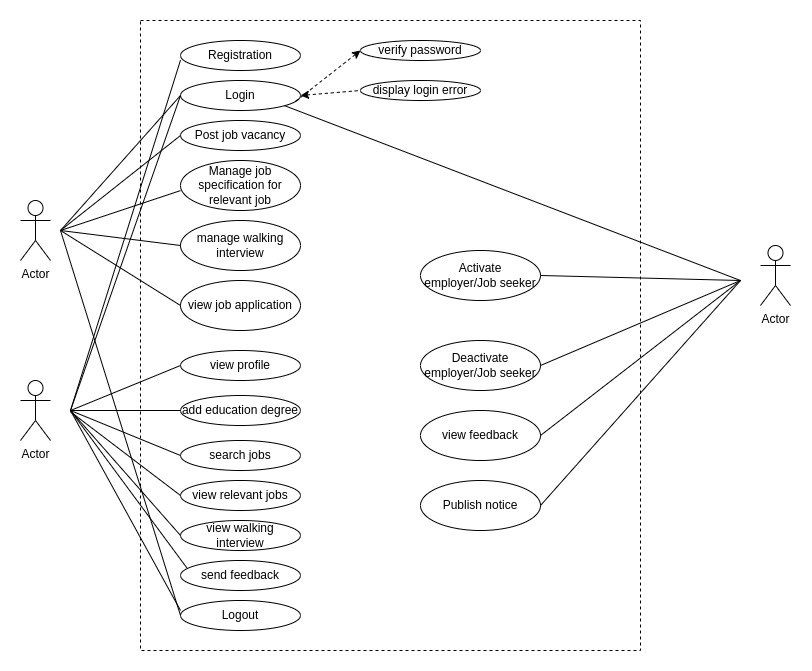 Registration
verify password
Login
display login error
Post job vacancy
Manage job
specification for
relevant job
manage walking
interview
Actor
Activate
employer/Job seeker
view job application
Actor
view profile
Deactivate
employer/Job seeker
add education degree
view feedback
search jobs
Actor
view relevant jobs
Publish notice
view walking
interview
send feedback
Logout